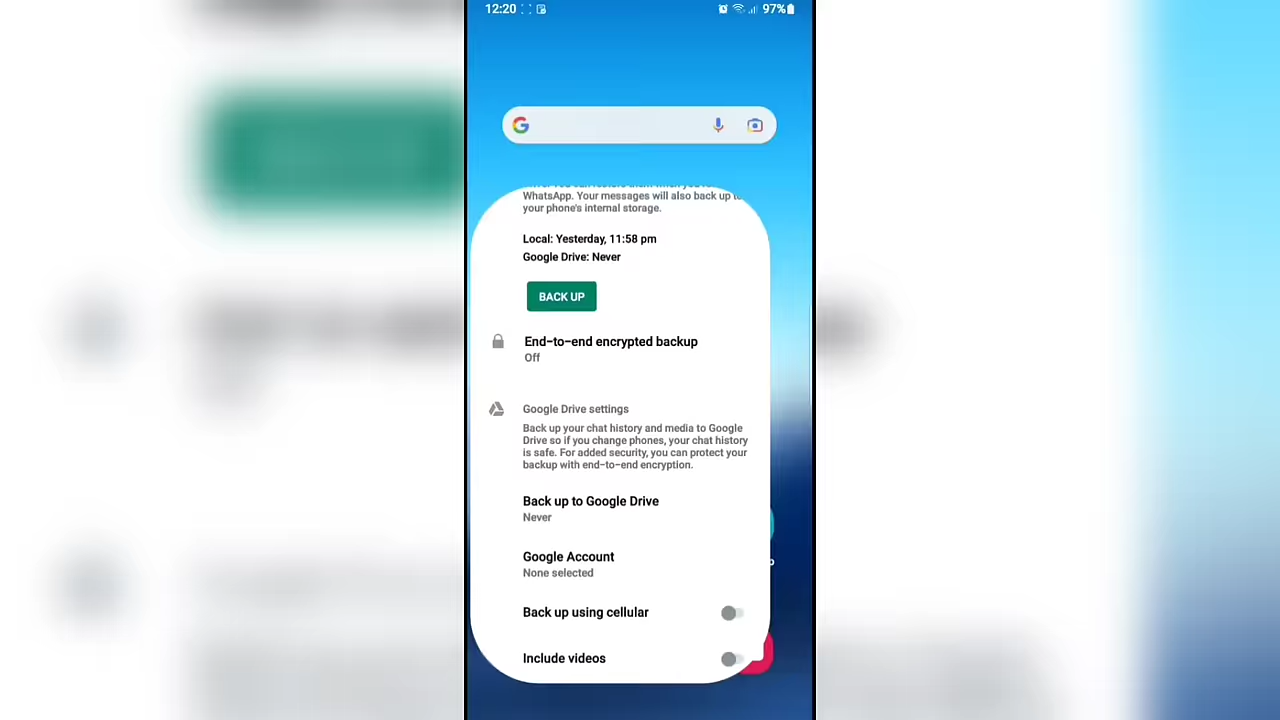 12:20
97%
WhatsApp. Your messages will also back up to
your phone's internal storage.
Local: Yesterday, 11:58 pm
Google Drive: Never
BACK UP
End-to-end encrypted backup
Off
Google Drive settings
Back up your chat history and media to Google
Drive so if you change phones, your chat history
is safe. For added security, you can protect your
backup with end-to-end encryption.
Back up to Google Drive
Never
Google Account
None selected
Back up using cellular
Include videos